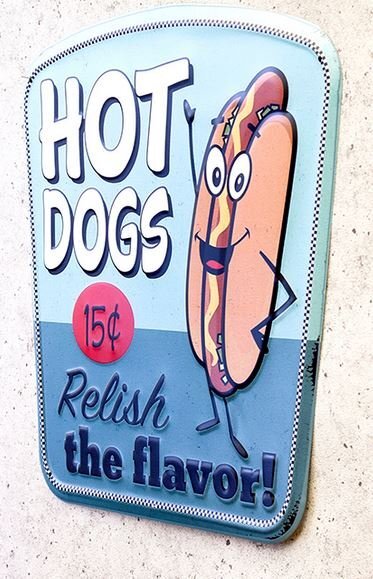 HOT
DOGS
15¢
Relish
the flavor!